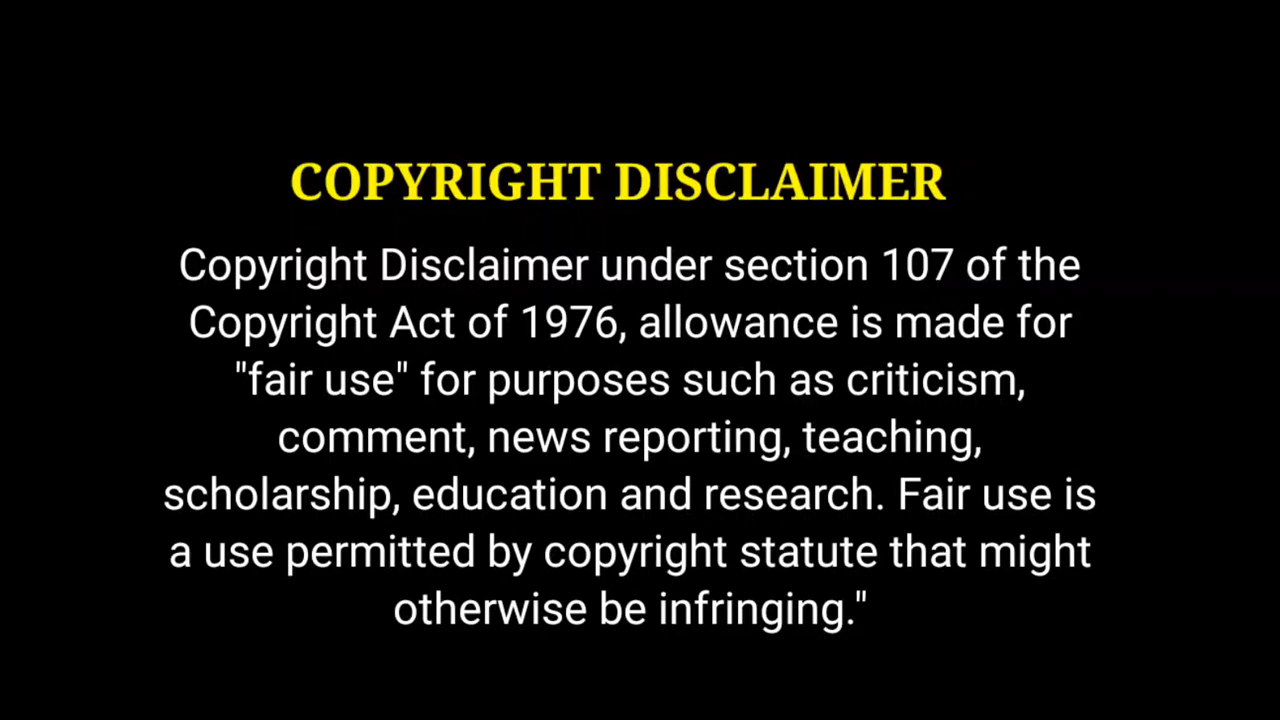 COPYRIGHT DISCLAIMER
Copyright Disclaimer under section 107 of the
Copyright Act of 1976, allowance is made for
"fair use" for purposes such as criticism,
comment, news reporting, teaching,
scholarship, education and research. Fair use is
a use permitted by copyright statute that might
otherwise be infringing."